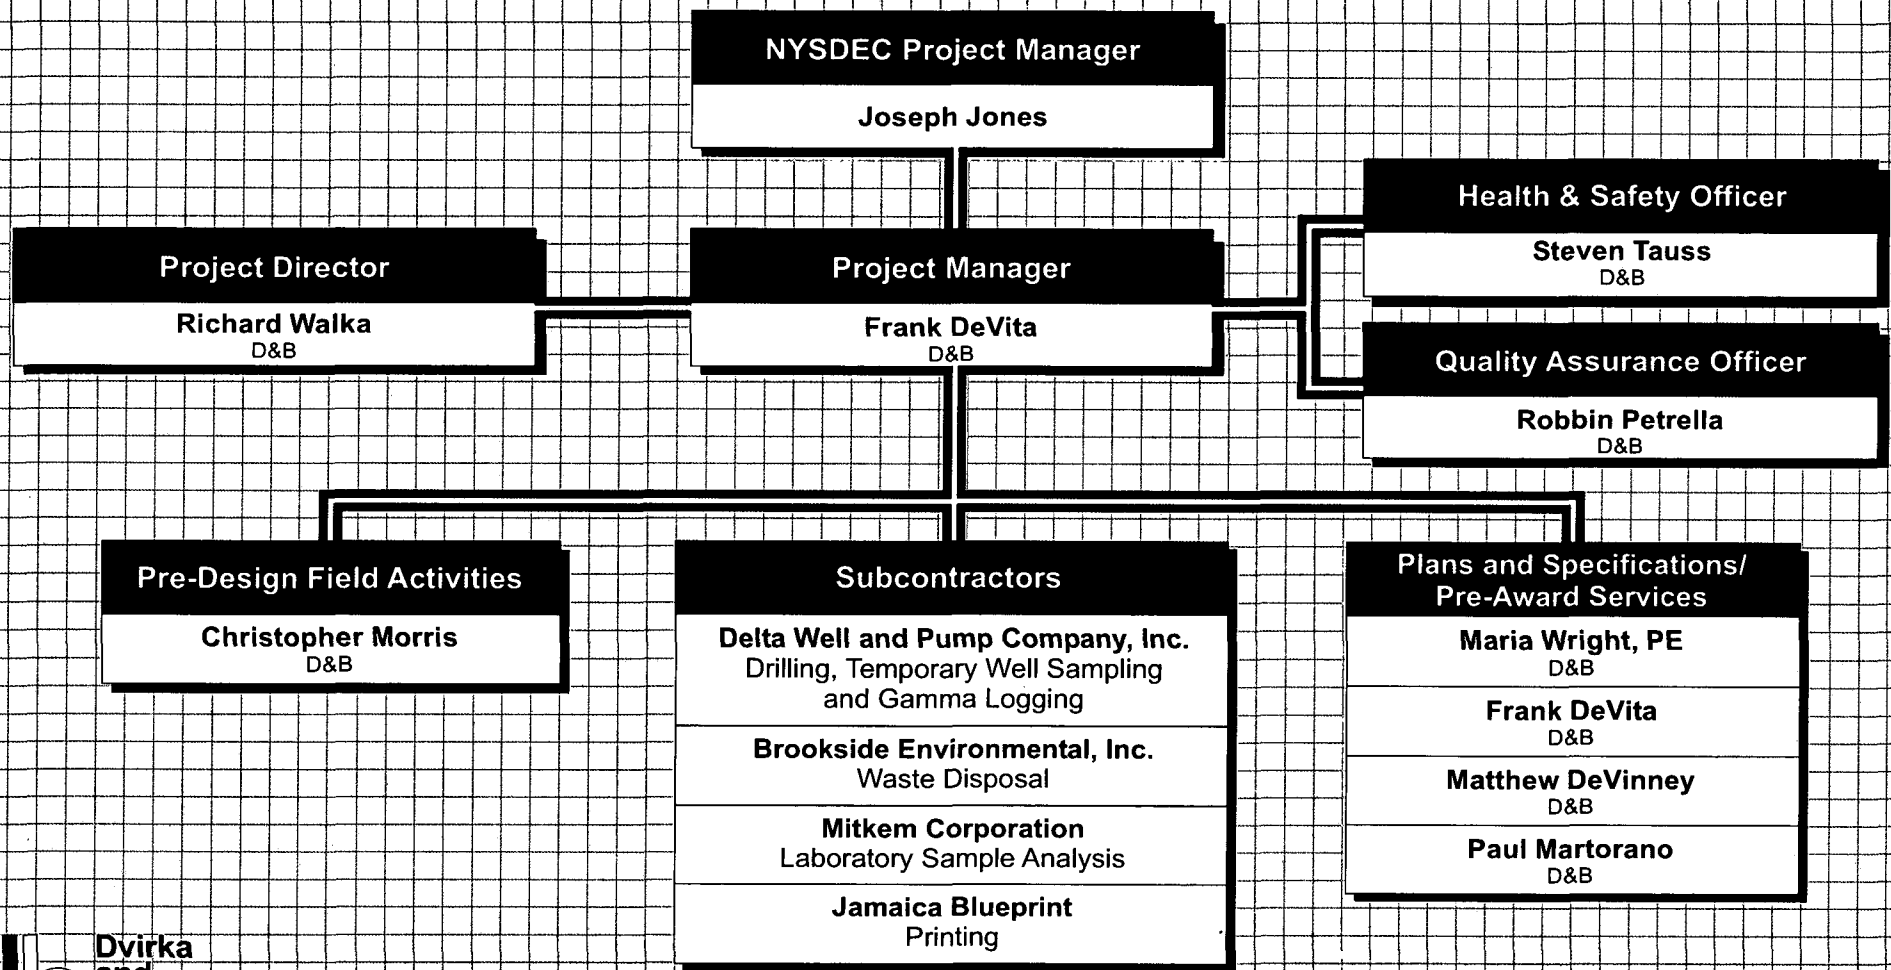 NYSDEC Project Manager
Joseph Jones
Project Director
Richard Walka
D&B
Project Manager
Frank DeVita
D&B
Health & Safety Officer
Steven Tauss
D&B
Quality Assurance Officer
Robbin Petrella
D&B
Pre-Design Field Activities
Christopher Morris
D&B
Subcontractors
Delta Well and Pump Company, Inc.
Drilling, Temporary Well Sampling
and Gamma Logging
Brookside Environmental, Inc.
Waste Disposal
Mitkem Corporation
Laboratory Sample Analysis
Jamaica Blueprint
Printing
Plans and Specifications/
Pre-Award Services
Maria Wright, PE
D&B
Frank DeVita
D&B
Matthew DeVinney
D&B
Paul Martorano
D&B
Dvirka
and